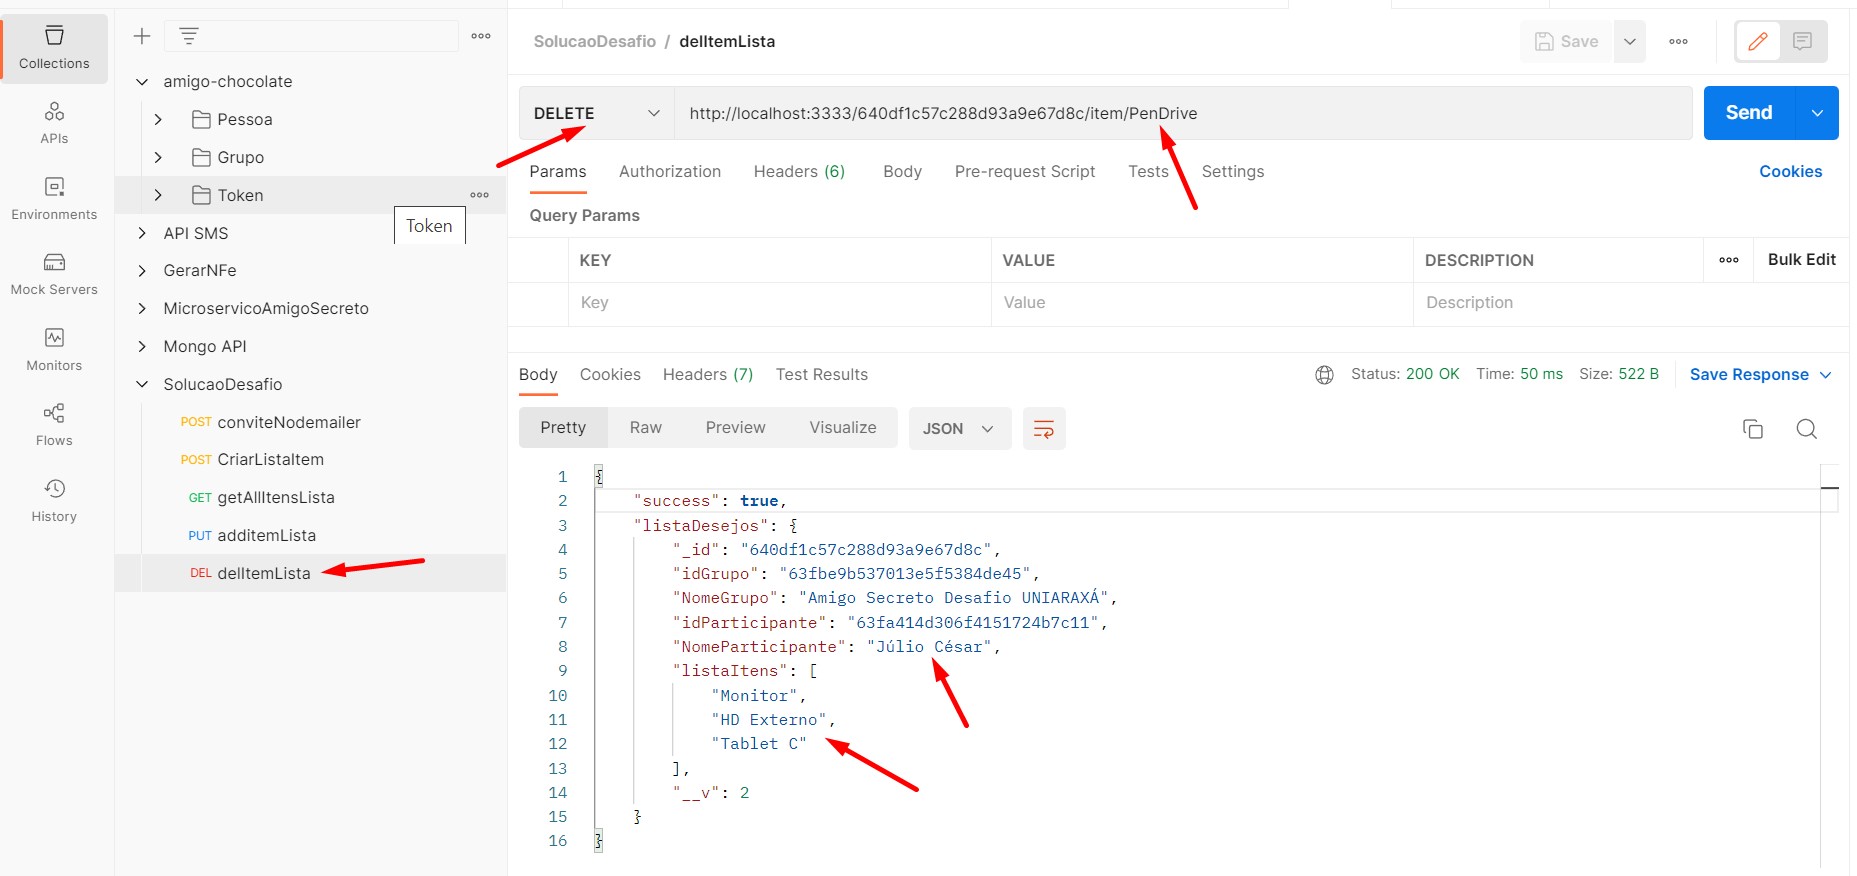 Collections
APIs
Environments
Mock Servers
Monitors
Flows
History
amigo-chocolate
Pessoa
Grupo
Token
Token
API SMS
GerarNFe
MicroservicoAmigoSecreto
Mongo API
SolucaoDesafio
POST conviteNodemailer
POST CriarListaItem
GET getAllItensLista
PUT additemLista
DEL delItemLista
SolucaoDesafio / delItemLista
Save
DELETE http://localhost:3333/640df1c57c288d93a9e67d8c/item/PenDrive Send
Params Authorization Headers (6) Body Pre-request Script Tests Settings Cookies
Query Params
KEY VALUE DESCRIPTION Bulk Edit
Key Value Description
Body Cookies Headers (7) Test Results Status: 200 OK Time: 50 ms Size: 522 B Save Response
Pretty Raw Preview Visualize JSON
1 {
2 "success": true,
3 "listaDesejos": {
4 "_id": "640df1c57c288d93a9e67d8c",
5 "idGrupo": "63fbe9b537013e5f5384de45",
6 "NomeGrupo": "Amigo Secreto Desafio UNIARAXÁ",
7 "idParticipante": "63fa414d306f4151724b7c11",
8 "NomeParticipante": "Júlio César",
9 "listaItens": [
10 "Monitor",
11 "HD Externo",
12 "Tablet C"
13 ],
14 "__v": 2
15 }
16 }